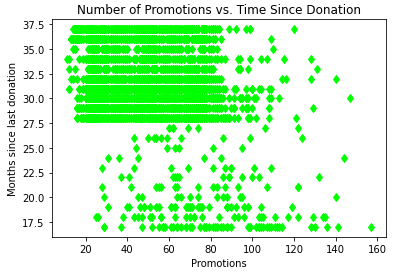 Number of Promotions vs. Time Since Donation
37.5
35.0
32.5
30.0
27.5
25.0
22.5
20.0
17.5
Months since last donation
20 40 60 80 100 120 140 160
Promotions